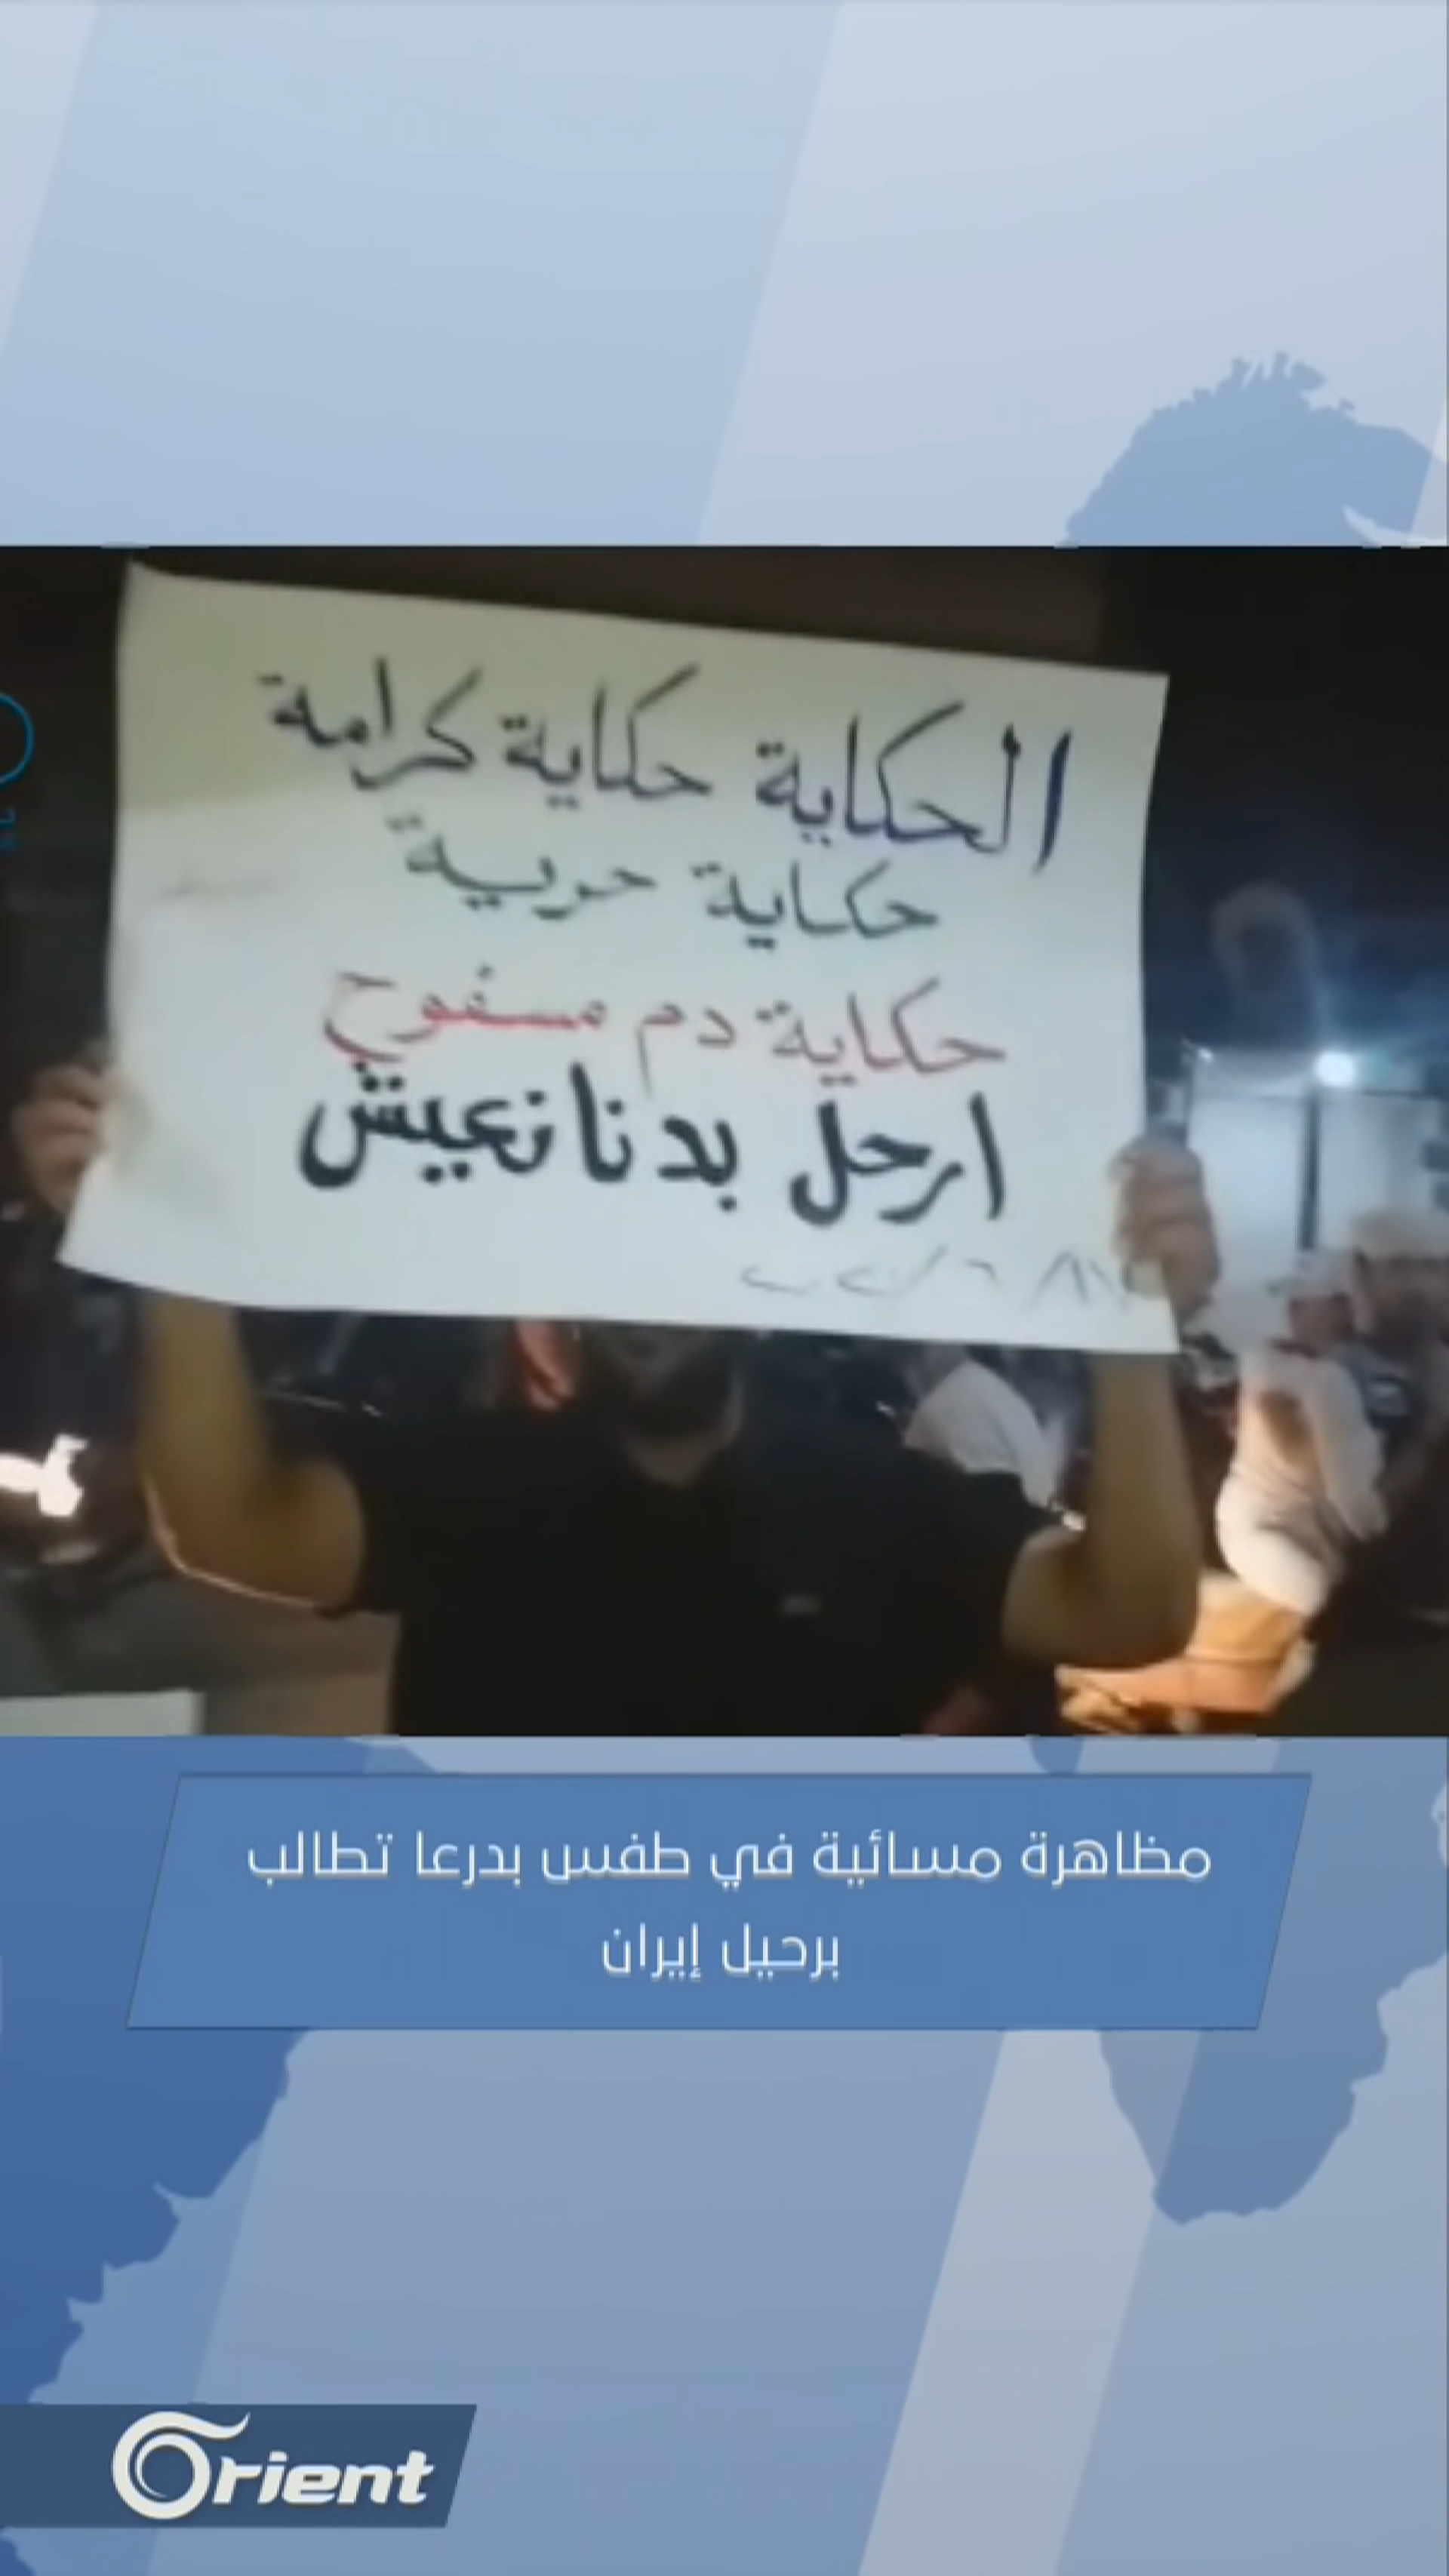 الحكاية حكاية كرامة
حكاية حرية
حكاية دم مسفوح
ارحل بدنا نعيش
مظاهرة مسائية في طفس بدرعا تطالب
برحيل إيران
Orient